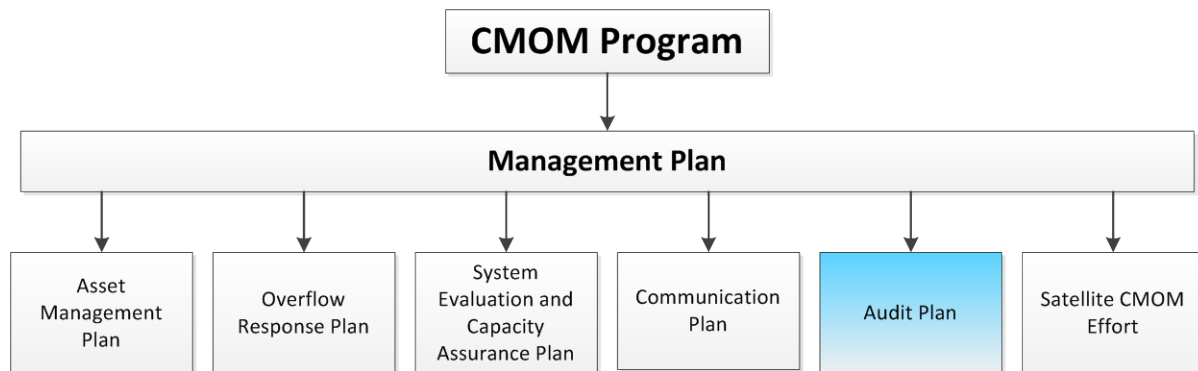 CMOM Program
Management Plan
Asset
Management
Plan
Overflow
Response Plan
System
Evaluation and
Capacity
Assurance Plan
Communication
Plan
Audit Plan
Satellite CMOM
Effort